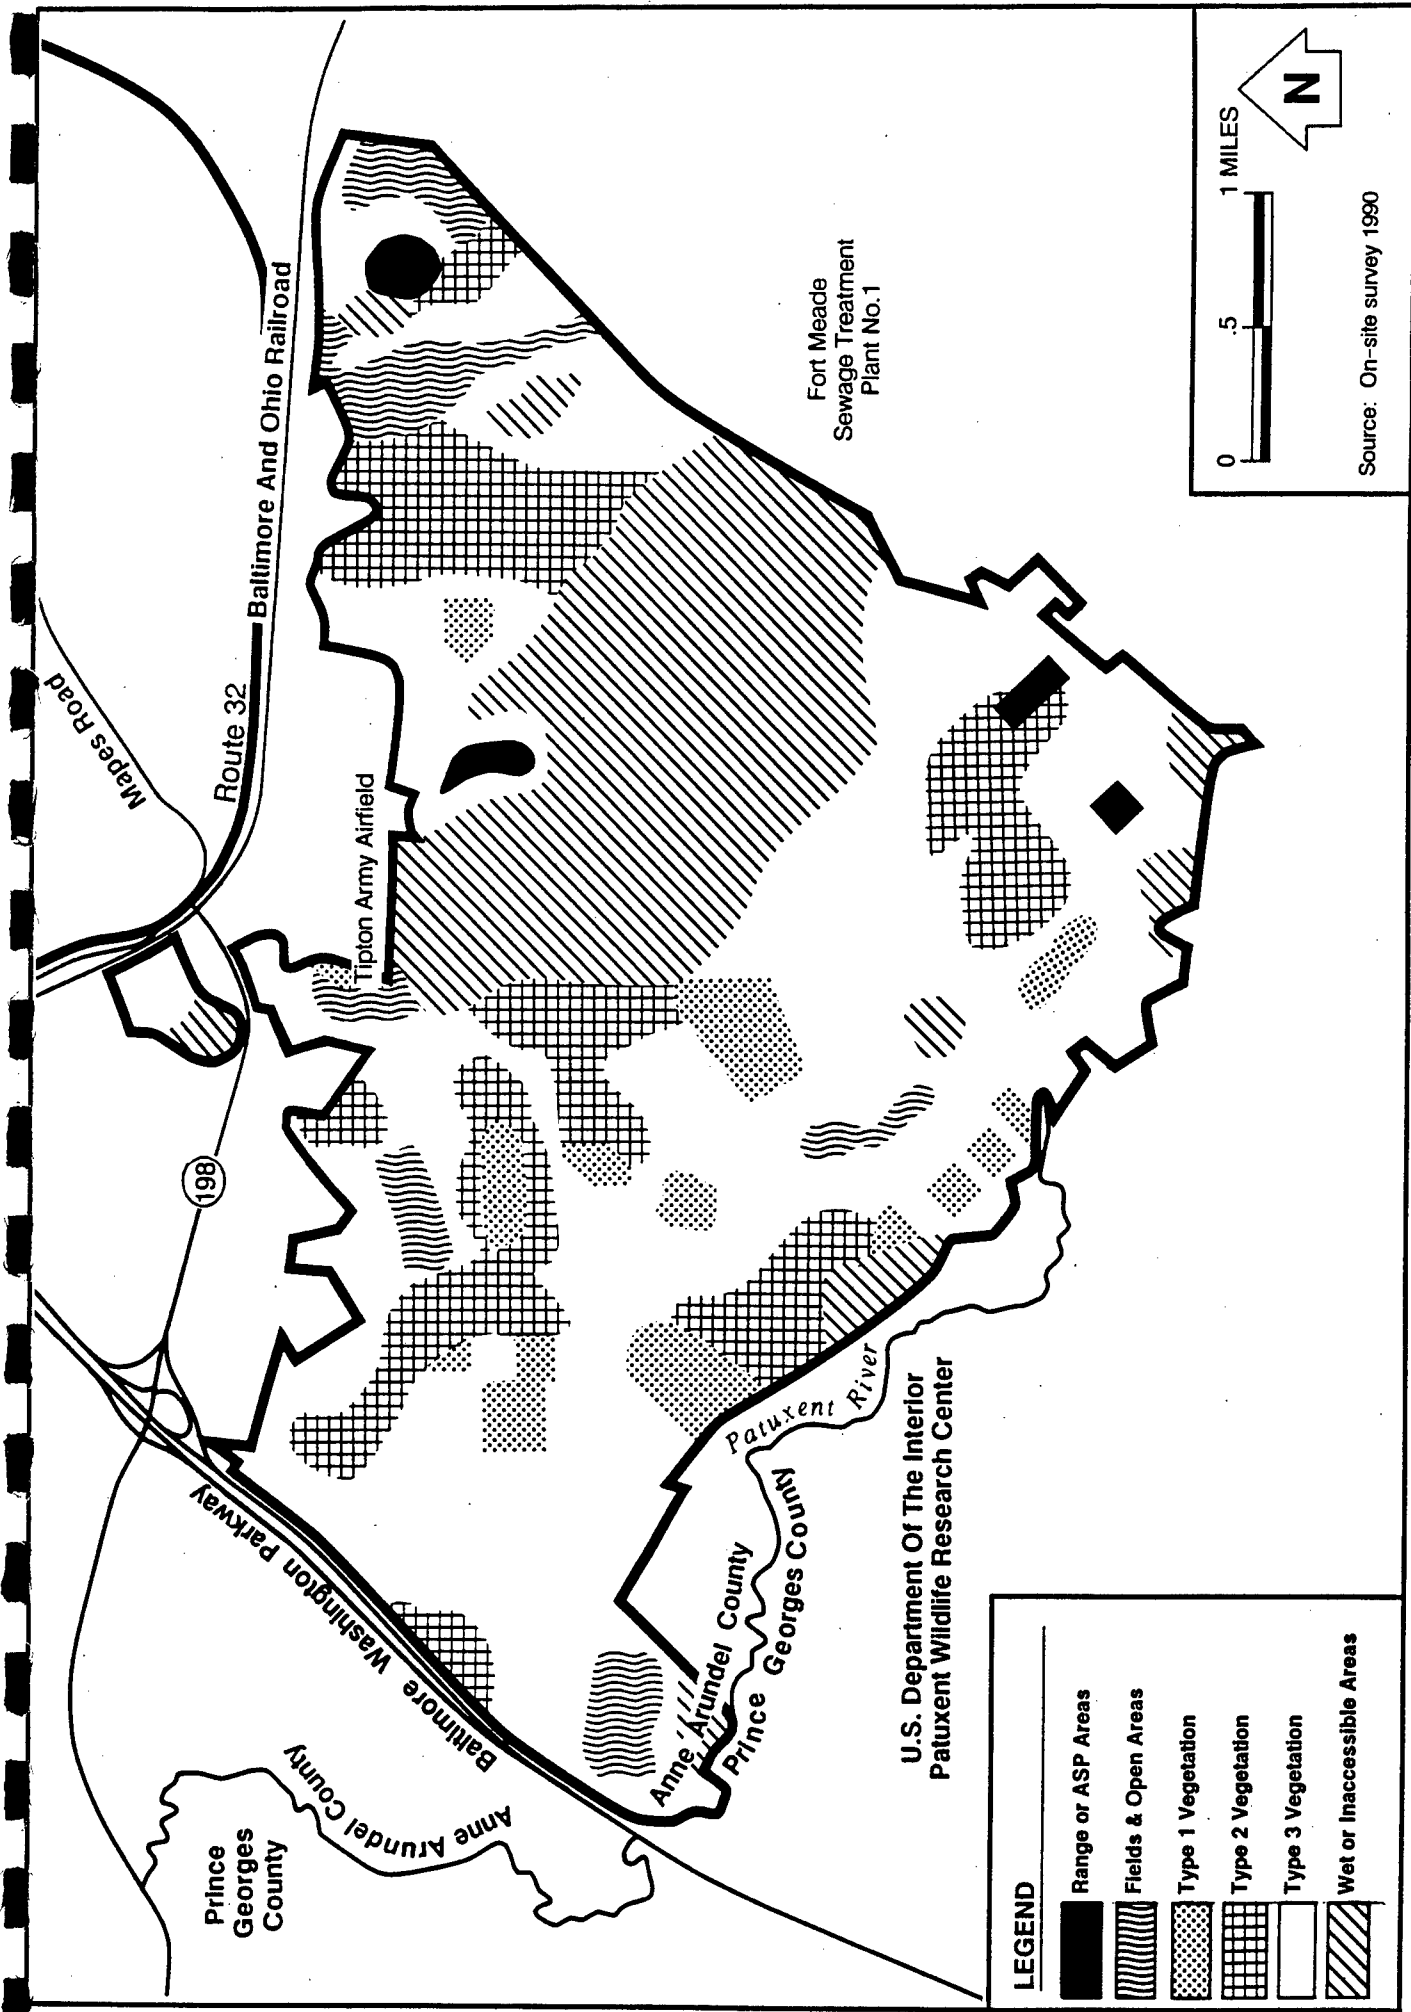 Prince
Georges
County
Anne Arundel County
Baltimore Washington Parkway
198
Mapes Road
Route 32
Baltimore And Ohio Railroad
Tipton Army Airfield
Fort Meade
Sewage Treatment
Plant No.1
Patuxent River
Anne Arundel County
Prince Georges County
U.S. Department Of The Interior
Patuxent Wildlife Research Center
LEGEND
Range or ASP Areas
Fields & Open Areas
Type 1 Vegetation
Type 2 Vegetation
Type 3 Vegetation
Wet or Inaccessible Areas
0 .5 1 MILES
N
Source: On-site survey 1990